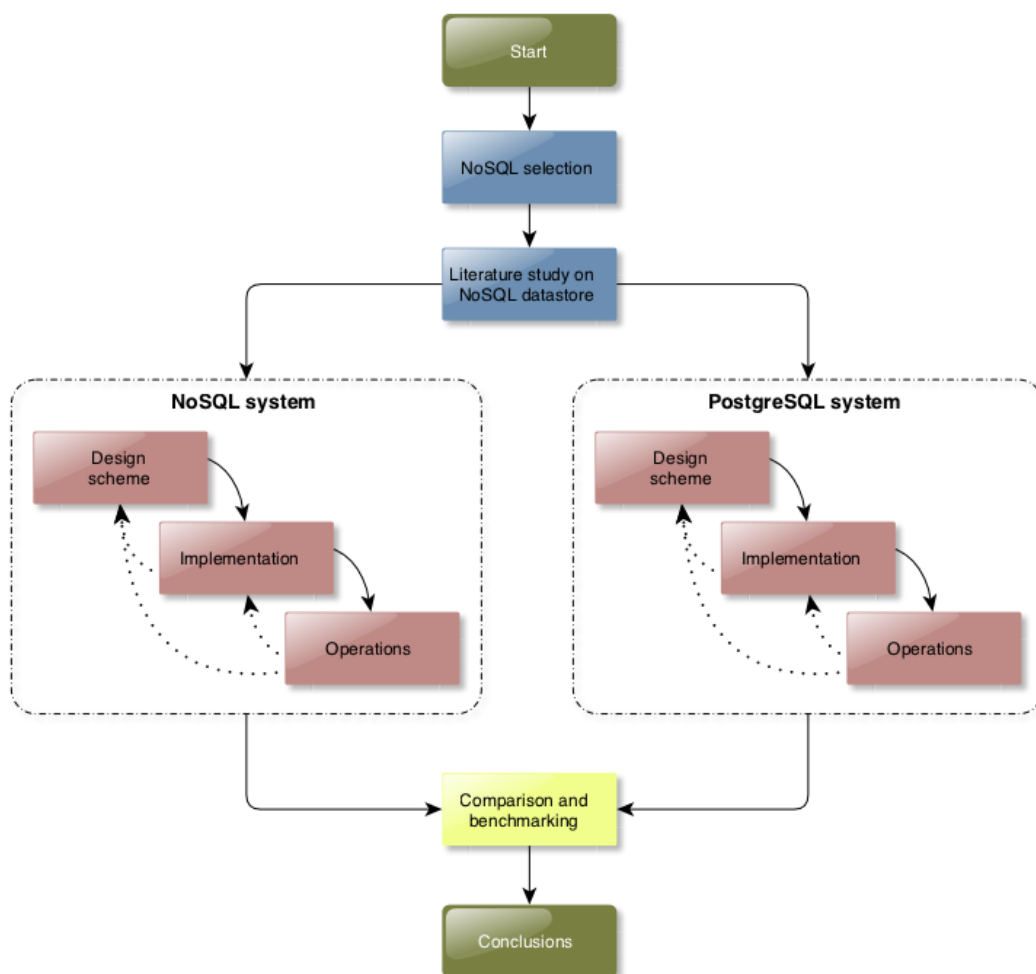 Start
NoSQL selection
Literature study on
NoSQL datastore
NoSQL system
Design
scheme
Implementation
Operations
PostgreSQL system
Design
scheme
Implementation
Operations
Comparison and
benchmarking
Conclusions